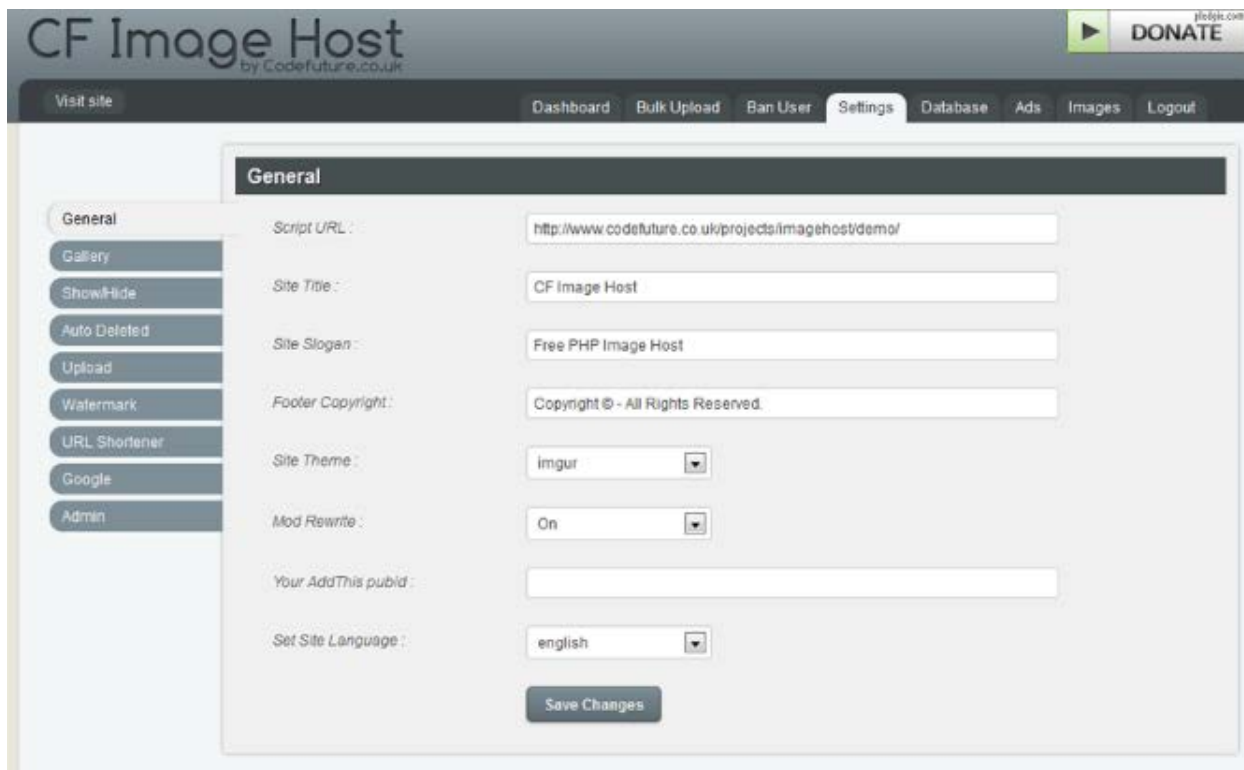 CF Image Host
by Codefuture.co.uk
pledgie.com
DONATE
Visit site
Dashboard Bulk Upload Ban User Settings Database Ads Images Logout
General
General
Gallery
Show/Hide
Auto Deleted
Upload
Watermark
URL Shortener
Google
Admin
Script URL :
http://www.codefuture.co.uk/projects/imagehost/demo/
Site Title :
CF Image Host
Site Slogan :
Free PHP Image Host
Footer Copyright :
Copyright © - All Rights Reserved.
Site Theme :
imgur
Mod Rewrite :
On
Your AddThis pubid :
Set Site Language :
english
Save Changes